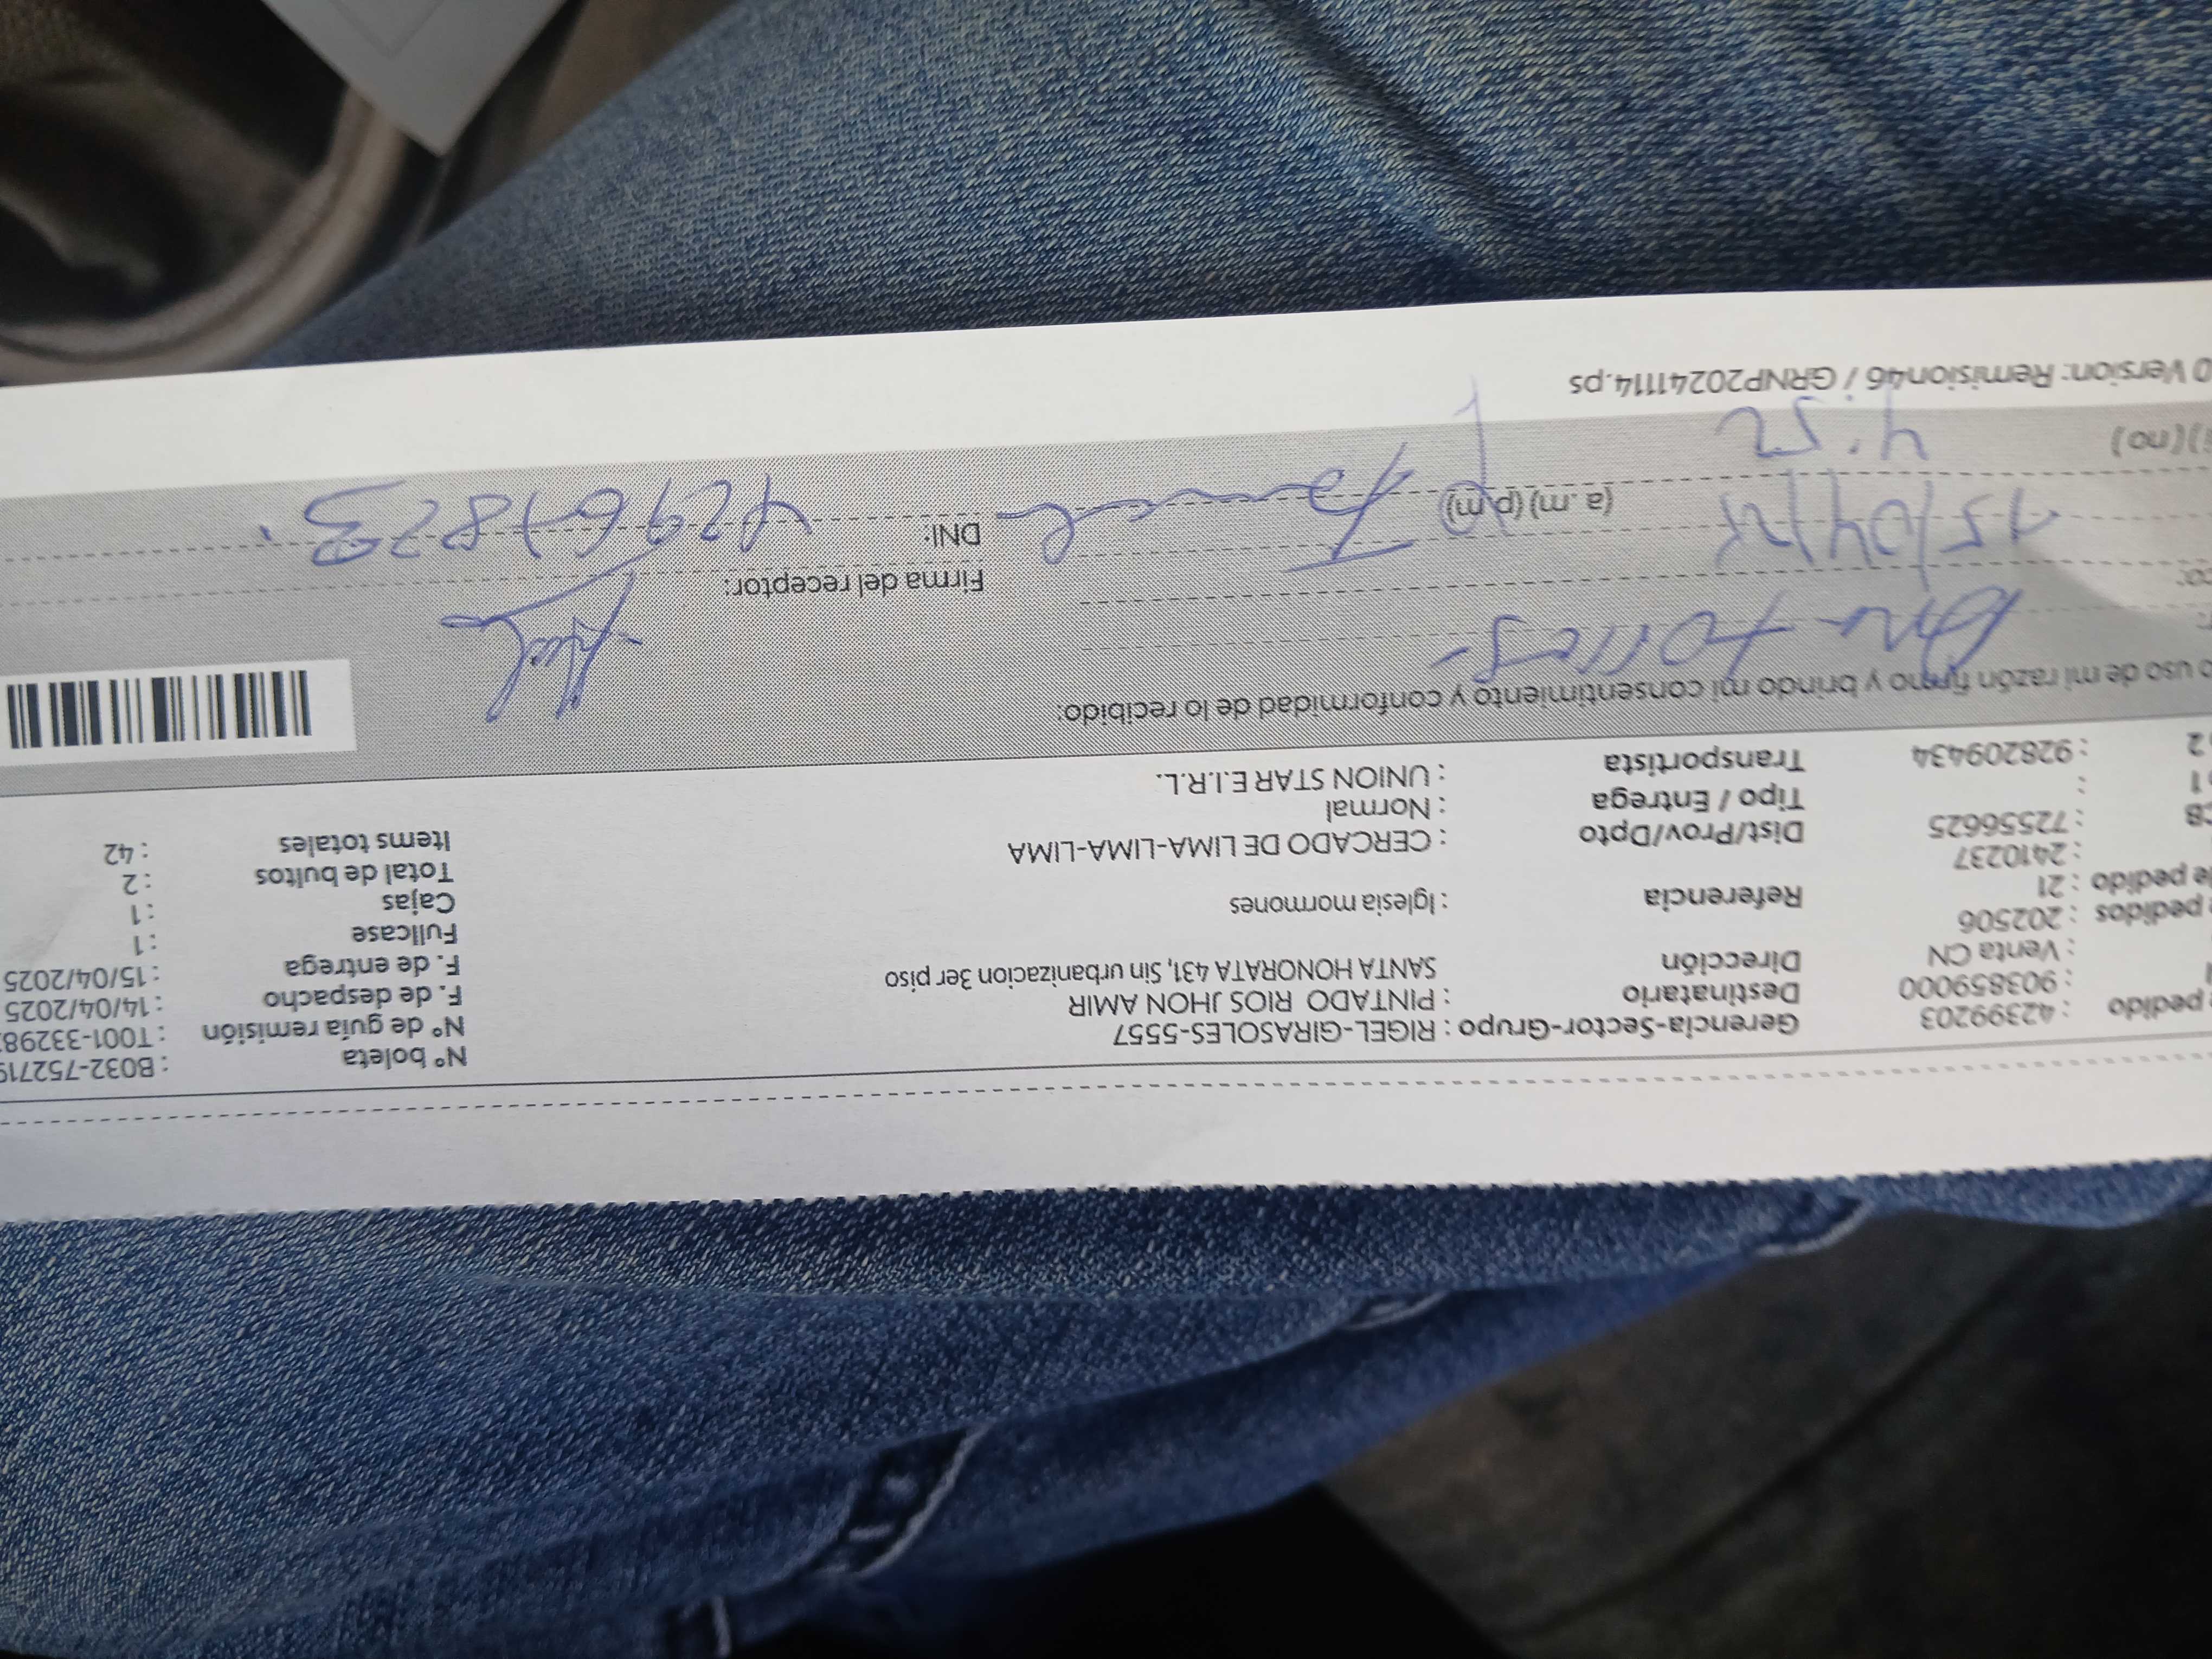 Nº boleta : B032-752719
e pedido : 42399203 Gerencia-Sector-Grupo : RIGEL-GIRASOLES-5557 Nº de guía remisión : T001-33298
: 903859000 Destinatario : PINTADO RIOS JHON AMIR F. de despacho : 14/04/2025
: Venta CN Dirección SANTA HONORATA 431, Sin urbanizacion 3er piso F. de entrega : 15/04/2025
pedidos : 202506 Fullcase : 1
de pedido : 21 Referencia : Iglesia mormones Cajas : 1
: 2410237 Total de bultos : 2
CB : 72556625 Dist/Prov/Dpto : CERCADO DE LIMA-LIMA-LIMA Items totales : 42
1 : Tipo / Entrega : Normal
2 : 928209434 Transportista : UNION STAR E.I.R.L.
o uso de mi razón firmo y brindo mi consentimiento y conformidad de lo recibido:
Torres
Firma del receptor:
15/04/25 (a.m) (p.m) DNI:
) (no) 4:52
0 Version: Remision46 / GRNP20241114.ps